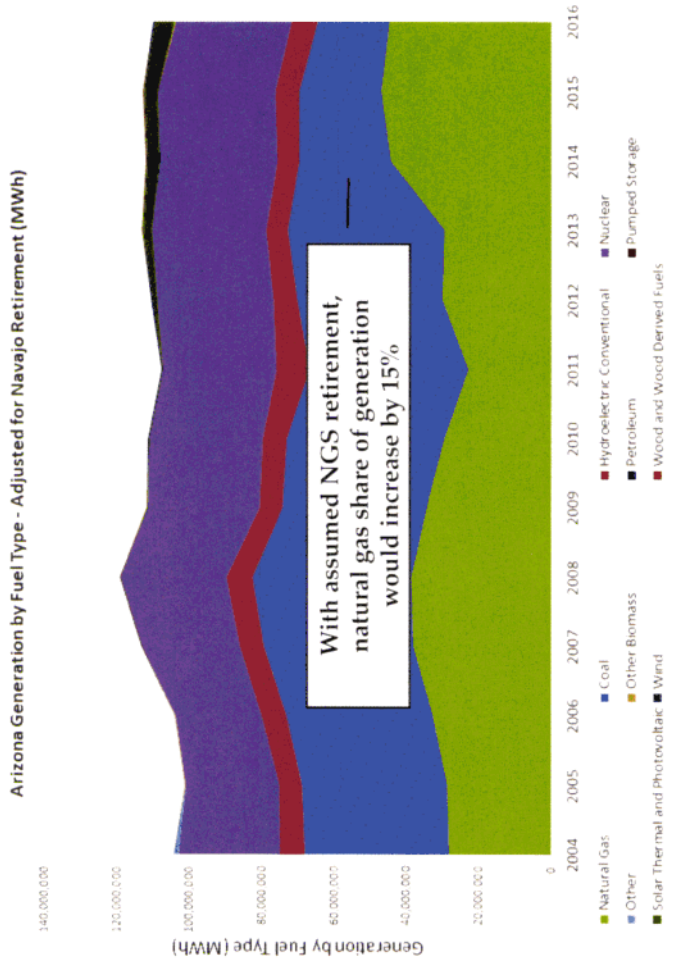 Arizona Generation by Fuel Type - Adjusted for Navajo Retirement (MWh)
Generation by Fuel Type (MWh)
140,000,000
120,000,000
100,000,000
80,000,000
60,000,000
40,000,000
20,000,000
0
With assumed NGS retirement,
natural gas share of generation
would increase by 15%
2004 2005 2006 2007 2008 2009 2010 2011 2012 2013 2014 2015 2016
Natural Gas Coal Hydroelectric Conventional Nuclear
Other Other Biomass Petroleum Pumped Storage
Solar Thermal and Photovoltaic Wind Wood and Wood Derived Fuels